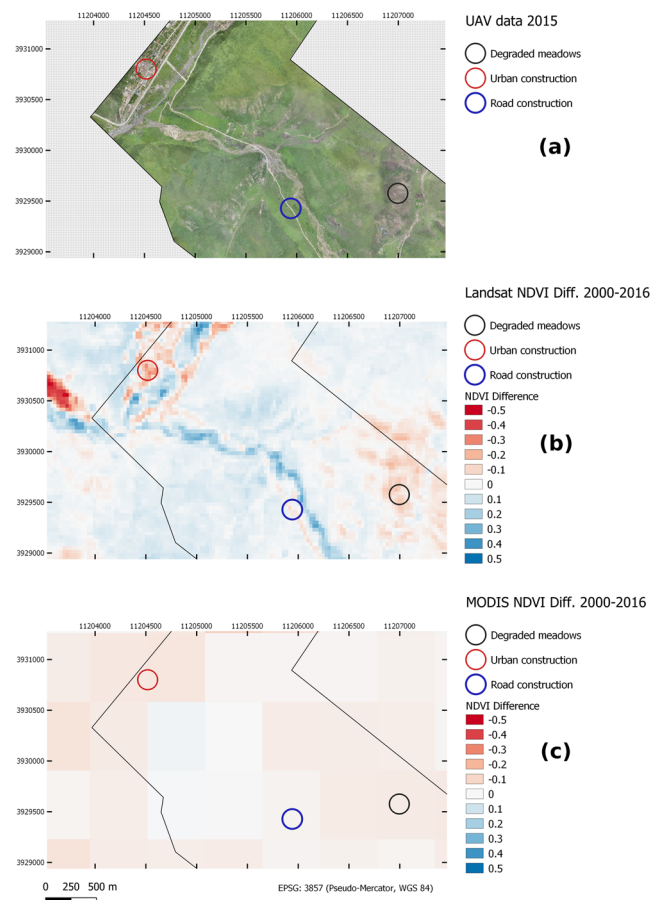 11204000 11204500 11205000 11205500 11206000 11206500 11207000
UAV data 2015
3931000
3930500
3930000
3929500
3929000
Degraded meadows
Urban construction
Road construction
(a)
Landsat NDVI Diff. 2000-2016
11204000 11204500 11205000 11205500 11206000 11206500 11207000
3931000
3930500
3930000
3929500
3929000
Degraded meadows
Urban construction
Road construction
NDVI Difference
-0.5
-0.4
-0.3
-0.2
-0.1
0
0.1
0.2
0.3
0.4
0.5
(b)
MODIS NDVI Diff. 2000-2016
11204000 11204500 11205000 11205500 11206000 11206500 11207000
3931000
3930500
3930000
3929500
3929000
Degraded meadows
Urban construction
Road construction
NDVI Difference
-0.5
-0.4
-0.3
-0.2
-0.1
0
0.1
0.2
0.3
0.4
0.5
(c)
0 250 500 m
EPSG: 3857 (Pseudo-Mercator, WGS 84)